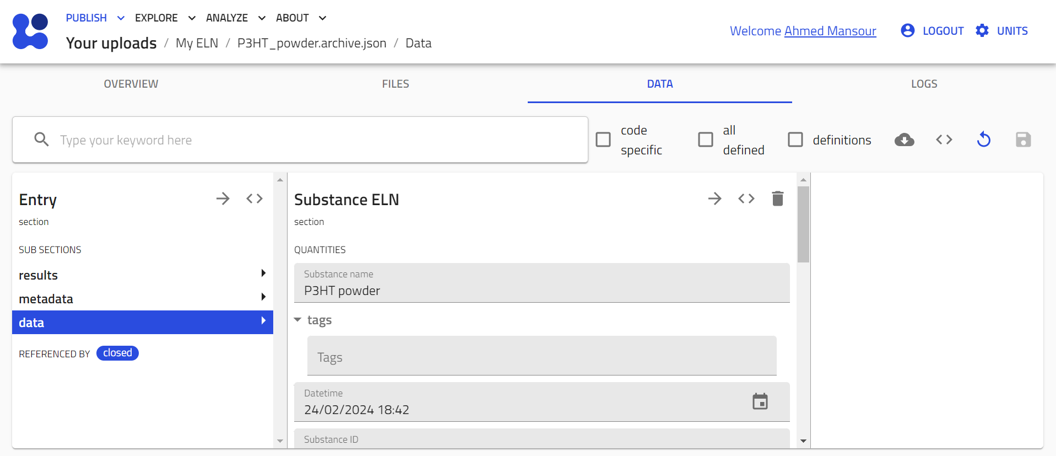 PUBLISH EXPLORE ANALYZE ABOUT
Your uploads / My ELN / P3HT_powder.archive.json / Data
Welcome Ahmed Mansour LOGOUT UNITS
OVERVIEW FILES DATA LOGS
Type your keyword here
code specific
all defined
definitions
Entry
section
SUB SECTIONS
results
metadata
data
REFERENCED BY closed
Substance ELN
section
QUANTITIES
Substance name
P3HT powder
tags
Tags
Datetime
24/02/2024 18:42
Substance ID